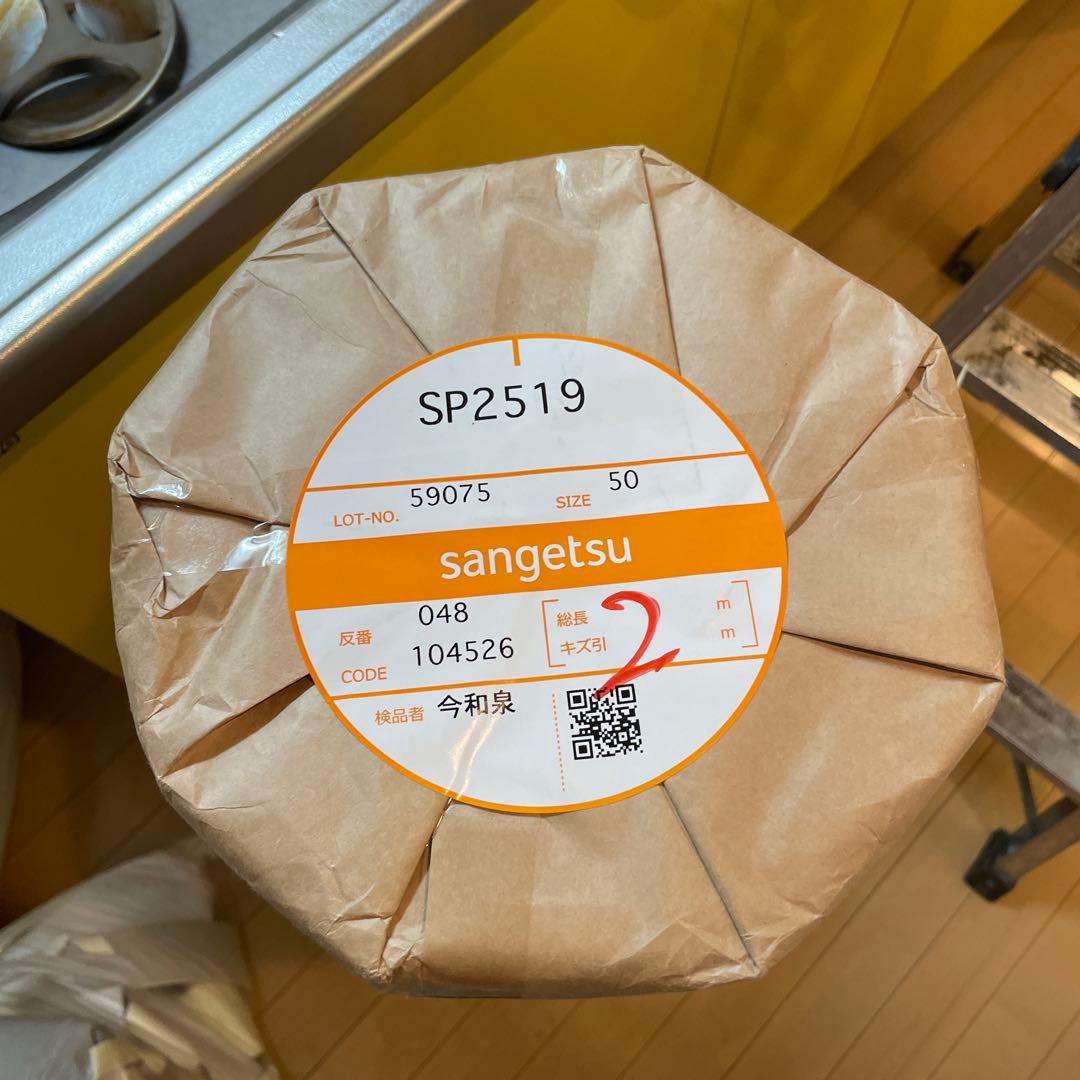 SP2519
LOT-NO. 59075 SIZE 50
sangetsu
反番 048
CODE 104526
総長 m
キズ引 m
2
検品者 今和泉